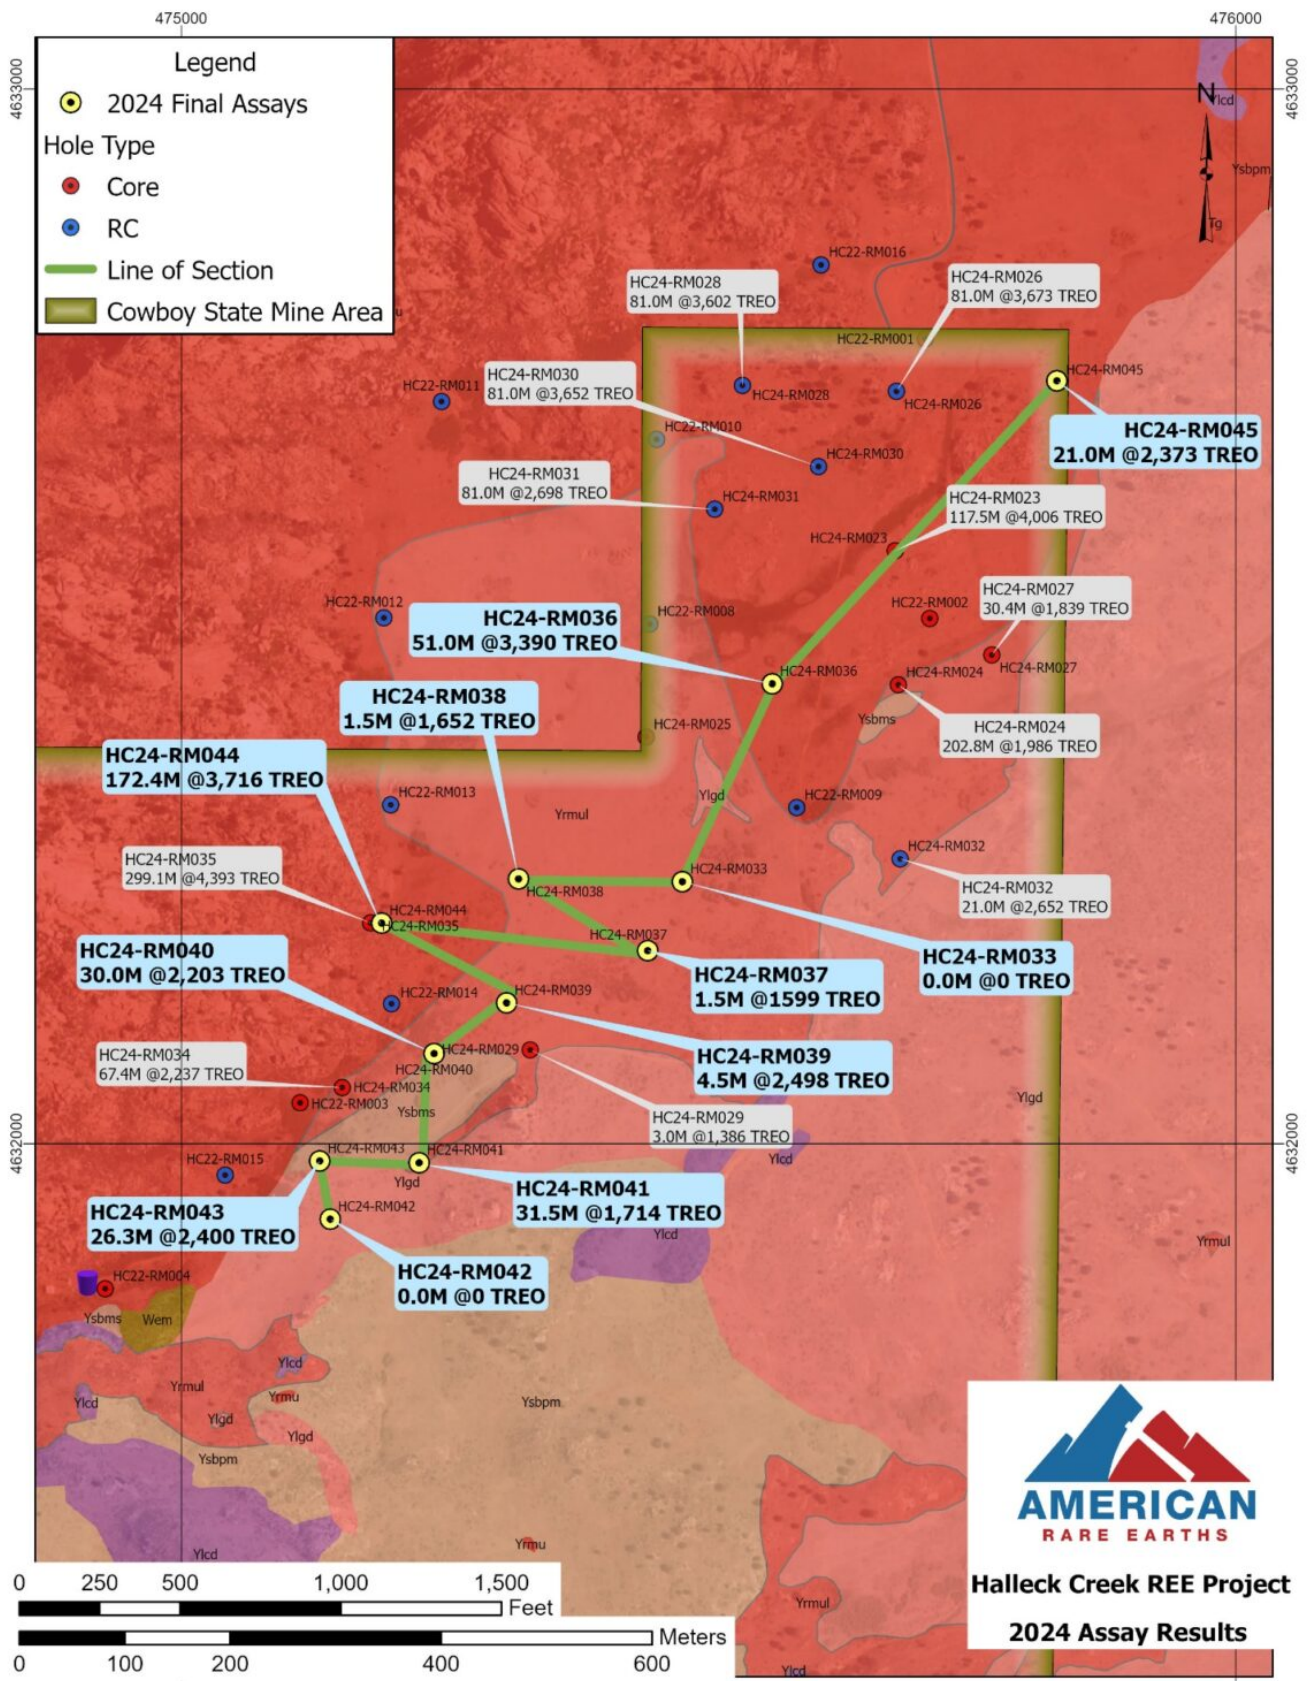 475000
476000
4633000
4633000
Legend
2024 Final Assays
Hole Type
Core
RC
Line of Section
Cowboy State Mine Area
N
Ylcd
Ysbpm
Tg
HC22-RM016
HC24-RM028
81.0M @3,602 TREO
HC24-RM026
81.0M @3,673 TREO
HC22-RM001
HC24-RM030
81.0M @3,652 TREO
HC22-RM011
HC24-RM028
HC24-RM026
HC24-RM045
HC24-RM045
21.0M @2,373 TREO
HC22-RM010
HC24-RM030
HC24-RM031
81.0M @2,698 TREO
HC24-RM031
HC24-RM023
117.5M @4,006 TREO
HC24-RM023
HC22-RM012
HC24-RM036
51.0M @3,390 TREO
HC22-RM008
HC22-RM002
HC24-RM027
30.4M @1,839 TREO
HC24-RM036
HC24-RM024
HC24-RM027
HC24-RM038
1.5M @1,652 TREO
HC24-RM025
Ysbms
HC24-RM024
202.8M @1,986 TREO
HC24-RM044
172.4M @3,716 TREO
HC22-RM013
Yrmul
Ylgd
HC22-RM009
HC24-RM035
299.1M @4,393 TREO
HC24-RM038
HC24-RM033
HC24-RM032
HC24-RM032
21.0M @2,652 TREO
HC24-RM044
HC24-RM035
HC24-RM037
HC24-RM040
30.0M @2,203 TREO
HC24-RM037
1.5M @1599 TREO
HC24-RM033
0.0M @0 TREO
HC22-RM014
HC24-RM039
HC24-RM039
4.5M @2,498 TREO
HC24-RM034
67.4M @2,237 TREO
HC24-RM029
HC24-RM040
HC24-RM034
HC22-RM003
Ysbms
HC24-RM029
3.0M @1,386 TREO
Ylgd
4632000
4632000
HC22-RM015
HC24-RM043
HC24-RM041
Ylcd
Ylgd
HC24-RM041
31.5M @1,714 TREO
HC24-RM043
26.3M @2,400 TREO
HC24-RM042
Ylcd
Yrmul
HC24-RM042
0.0M @0 TREO
HC22-RM004
Ysbms
Wem
Ylcd
Yrmul
Yrmu
Ylcd
Ylgd
Ylgd
Ysbpm
Ysbpm
Yrmu
Ylcd
Yrmul
Ylcd
0
250
500
1,000
1,500
Feet
Meters
0
100
200
400
600
AMERICAN
RARE EARTHS
Halleck Creek REE Project
2024 Assay Results